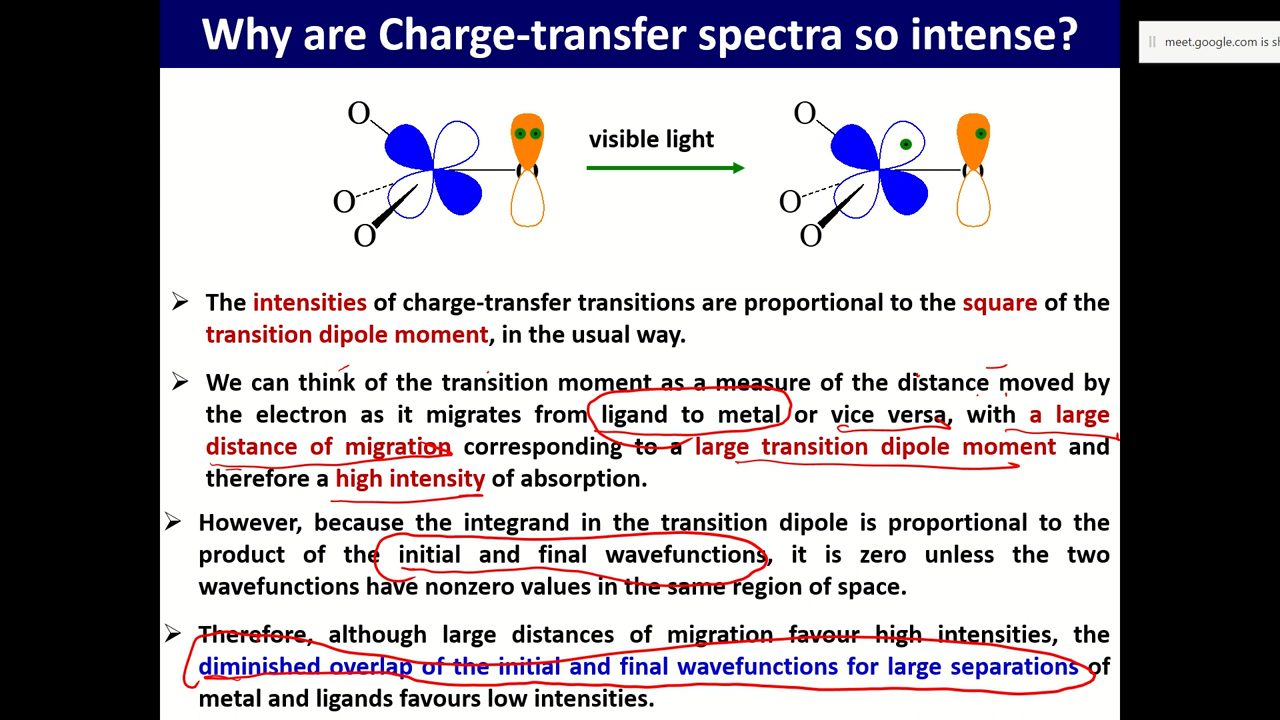 Why are Charge-transfer spectra so intense?
meet.google.com is sh
O
O
O
O
visible light
O
O
O
O
➢ The intensities of charge-transfer transitions are proportional to the square of the
transition dipole moment, in the usual way.
➢ We can think of the transition moment as a measure of the distance moved by
the electron as it migrates from ligand to metal or vice versa, with a large
distance of migration corresponding to a large transition dipole moment and
therefore a high intensity of absorption.
➢ However, because the integrand in the transition dipole is proportional to the
product of the initial and final wavefunctions, it is zero unless the two
wavefunctions have nonzero values in the same region of space.
➢ Therefore, although large distances of migration favour high intensities, the
diminished overlap of the initial and final wavefunctions for large separations of
metal and ligands favours low intensities.